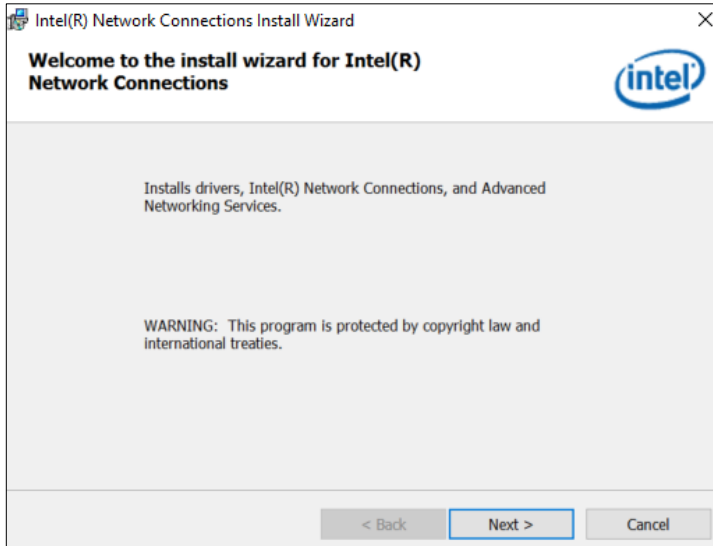 Intel(R) Network Connections Install Wizard
Welcome to the install wizard for Intel(R)
Network Connections
intel
Installs drivers, Intel(R) Network Connections, and Advanced
Networking Services.
WARNING:  This program is protected by copyright law and
international treaties.
< Back
Next >
Cancel